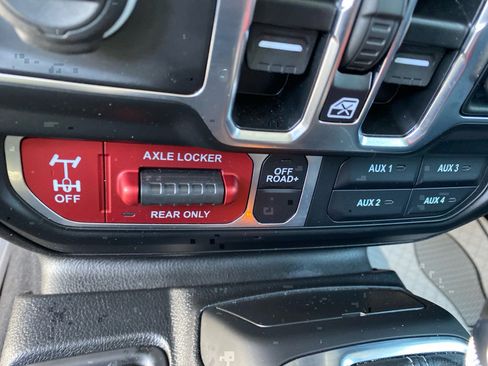 AXLE LOCKER
OFF
REAR ONLY
OFF
ROAD+
AUX 1
AUX 3
AUX 2
AUX 4